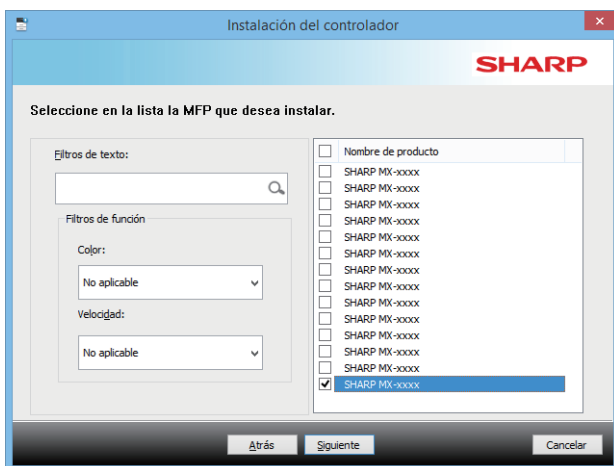 Instalación del controlador
SHARP
Seleccione en la lista la MFP que desea instalar.
Filtros de texto:
Filtros de función
Color:
No aplicable
Velocidad:
No aplicable
Nombre de producto
SHARP MX-xxxx
SHARP MX-xxxx
SHARP MX-xxxx
SHARP MX-xxxx
SHARP MX-xxxx
SHARP MX-xxxx
SHARP MX-xxxx
SHARP MX-xxxx
SHARP MX-xxxx
SHARP MX-xxxx
SHARP MX-xxxx
SHARP MX-xxxx
SHARP MX-xxxx
SHARP MX-xxxx
Atrás Siguiente Cancelar